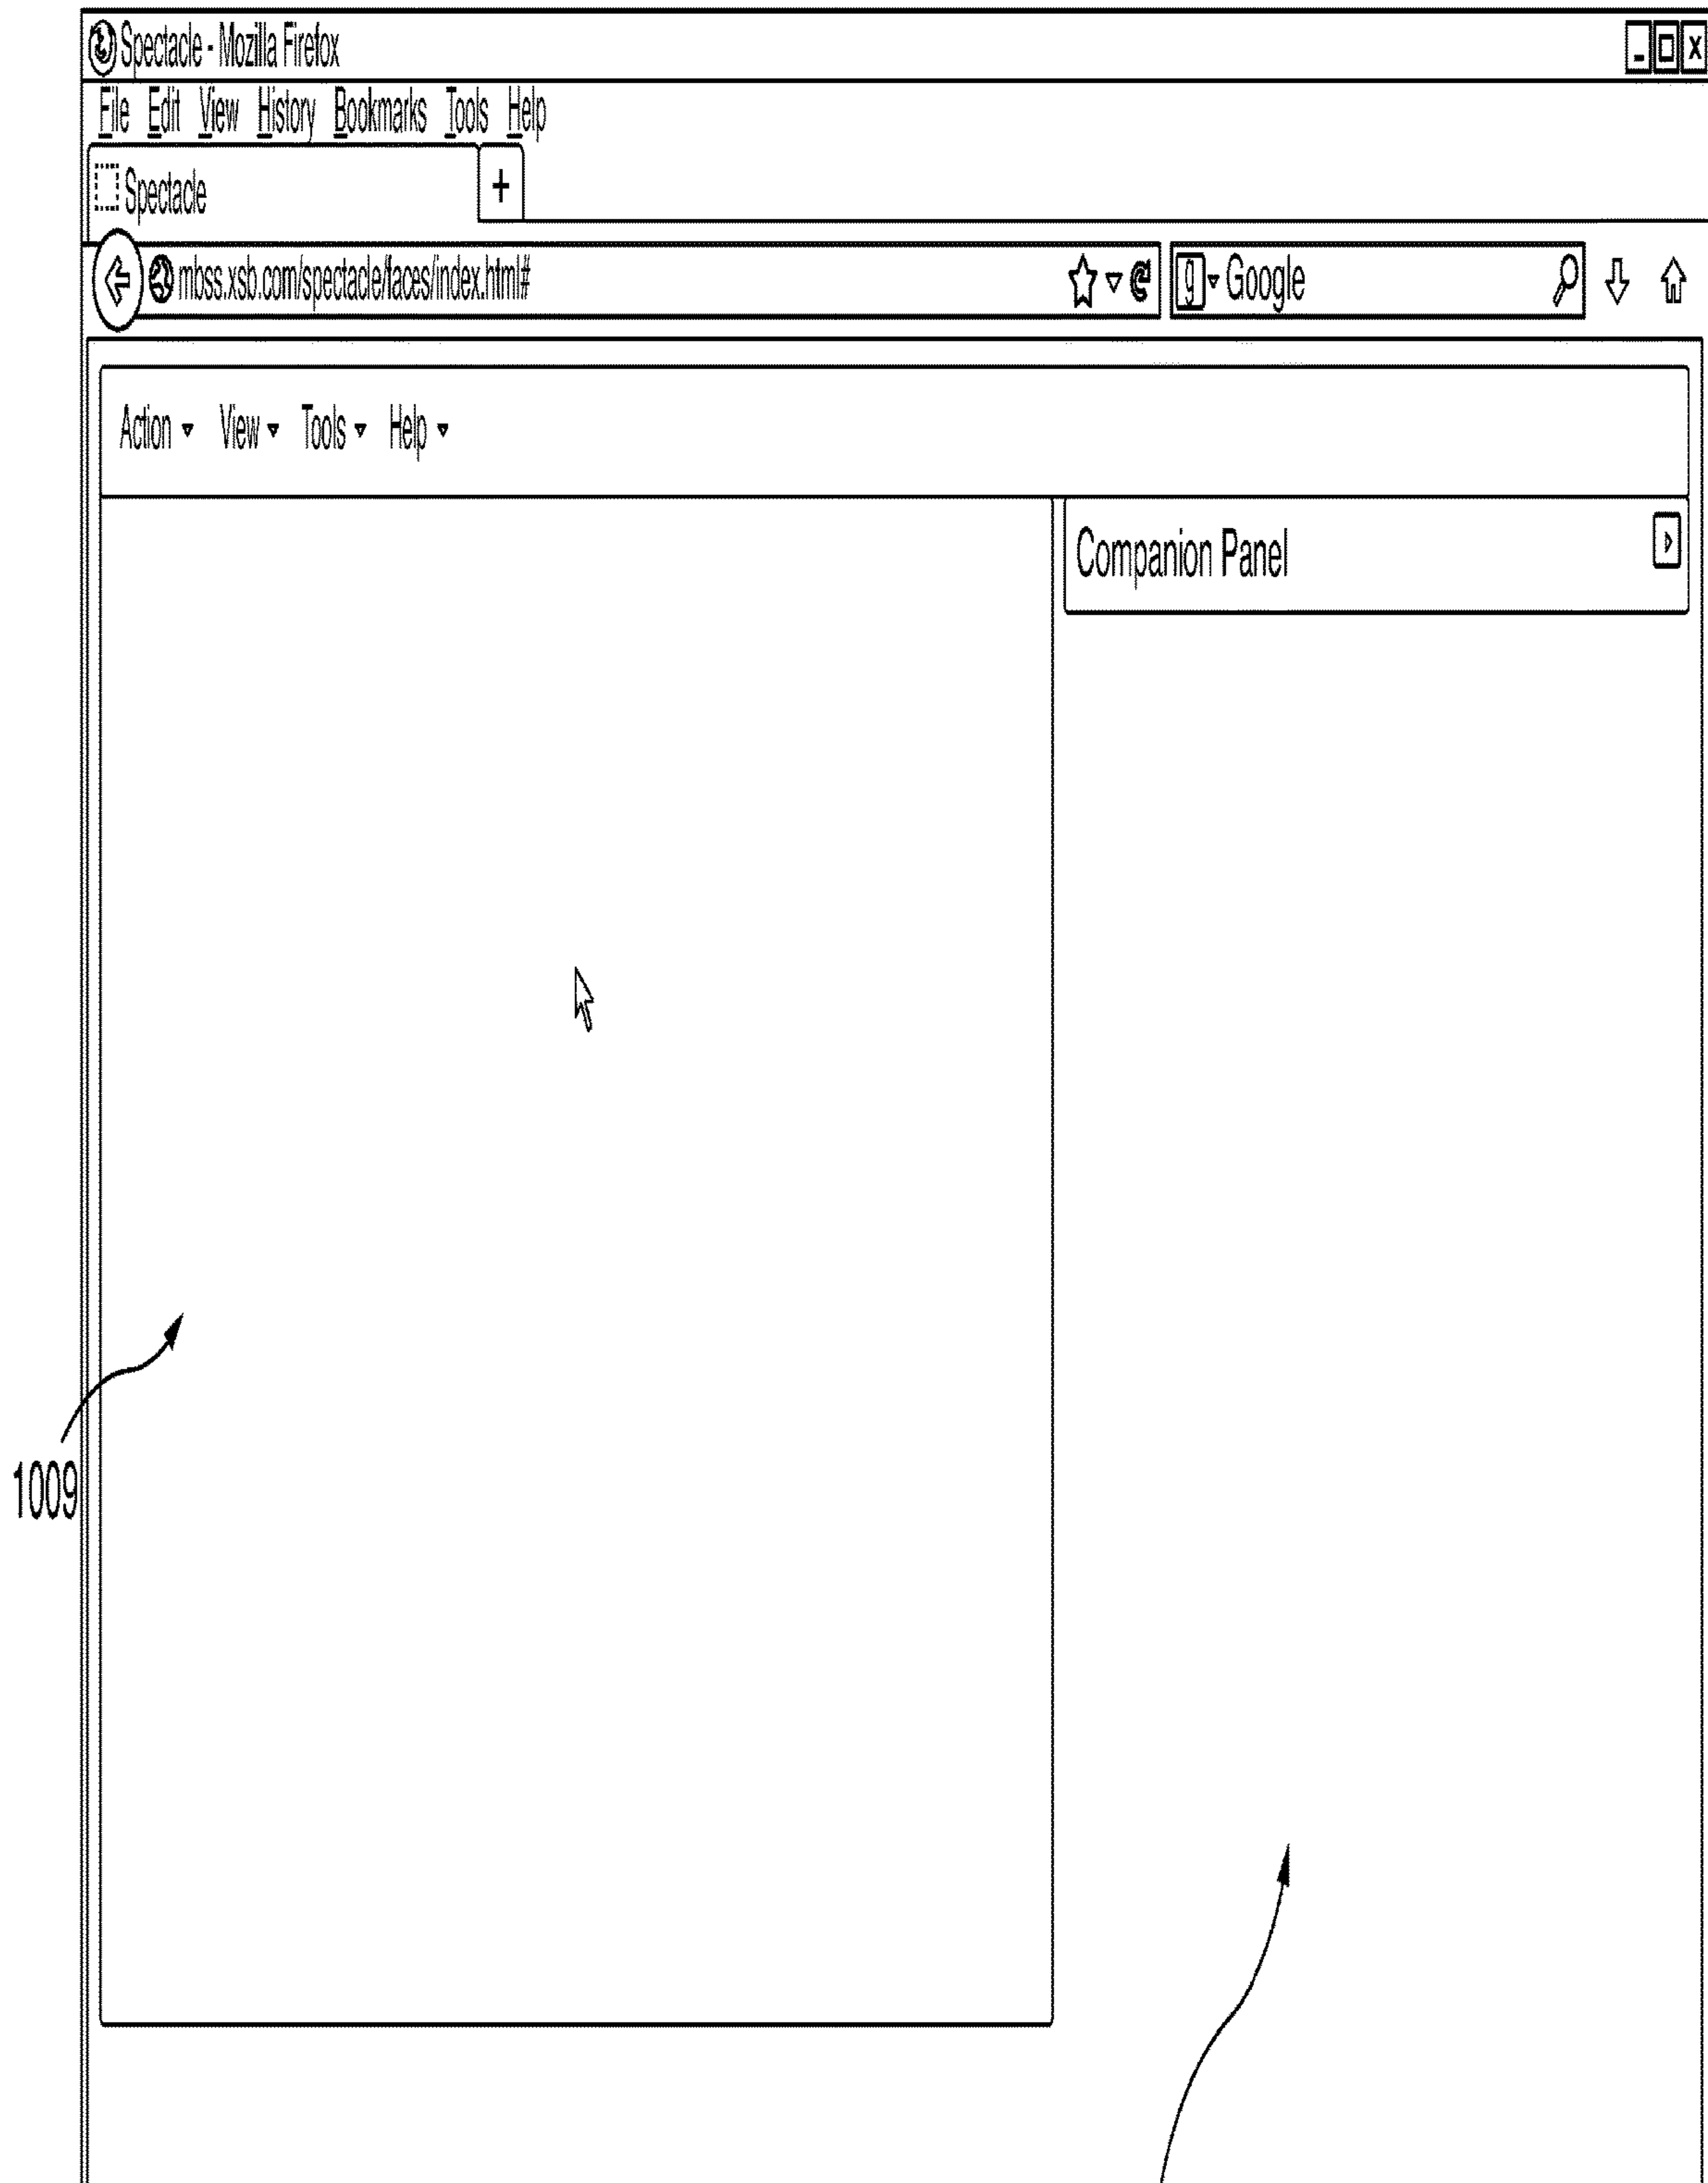 Spectacle - Mozilla Firefox
File Edit View History Bookmarks Tools Help
Spectacle +
mbss.xsb.com/spectacle/faces/index.html# g Google
Action View Tools Help
Companion Panel
1009